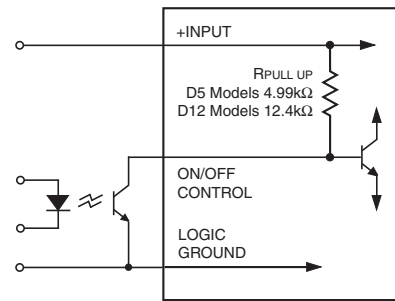 +INPUT
RPULL UP
D5 Models 4.99kΩ
D12 Models 12.4kΩ
ON/OFF
CONTROL
LOGIC
GROUND